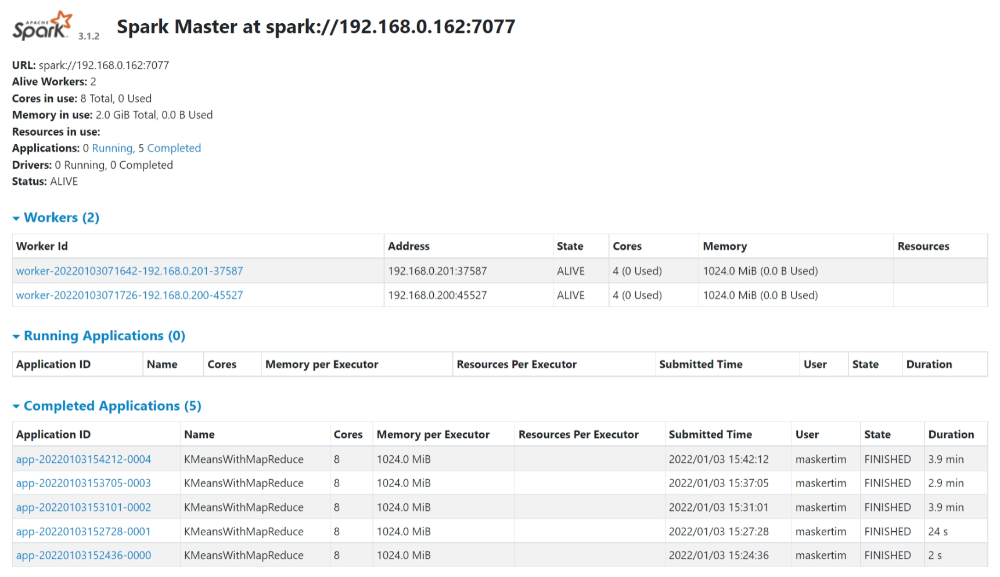 APACHE Spark 3.1.2 Spark Master at spark://192.168.0.162:7077
URL: spark://192.168.0.162:7077
Alive Workers: 2
Cores in use: 8 Total, 0 Used
Memory in use: 2.0 GiB Total, 0.0 B Used
Resources in use:
Applications: 0 Running, 5 Completed
Drivers: 0 Running, 0 Completed
Status: ALIVE
Workers (2)
Worker Id Address State Cores Memory Resources
worker-20220103071642-192.168.0.201-37587 192.168.0.201:37587 ALIVE 4 (0 Used) 1024.0 MiB (0.0 B Used)
worker-20220103071726-192.168.0.200-45527 192.168.0.200:45527 ALIVE 4 (0 Used) 1024.0 MiB (0.0 B Used)
Running Applications (0)
Application ID Name Cores Memory per Executor Resources Per Executor Submitted Time User State Duration
Completed Applications (5)
Application ID Name Cores Memory per Executor Resources Per Executor Submitted Time User State Duration
app-20220103154212-0004 KMeansWithMapReduce 8 1024.0 MiB 2022/01/03 15:42:12 maskertim FINISHED 3.9 min
app-20220103153705-0003 KMeansWithMapReduce 8 1024.0 MiB 2022/01/03 15:37:05 maskertim FINISHED 2.9 min
app-20220103153101-0002 KMeansWithMapReduce 8 1024.0 MiB 2022/01/03 15:31:01 maskertim FINISHED 3.9 min
app-20220103152728-0001 KMeansWithMapReduce 8 1024.0 MiB 2022/01/03 15:27:28 maskertim FINISHED 24 s
app-20220103152436-0000 KMeansWithMapReduce 8 1024.0 MiB 2022/01/03 15:24:36 maskertim FINISHED 2 s